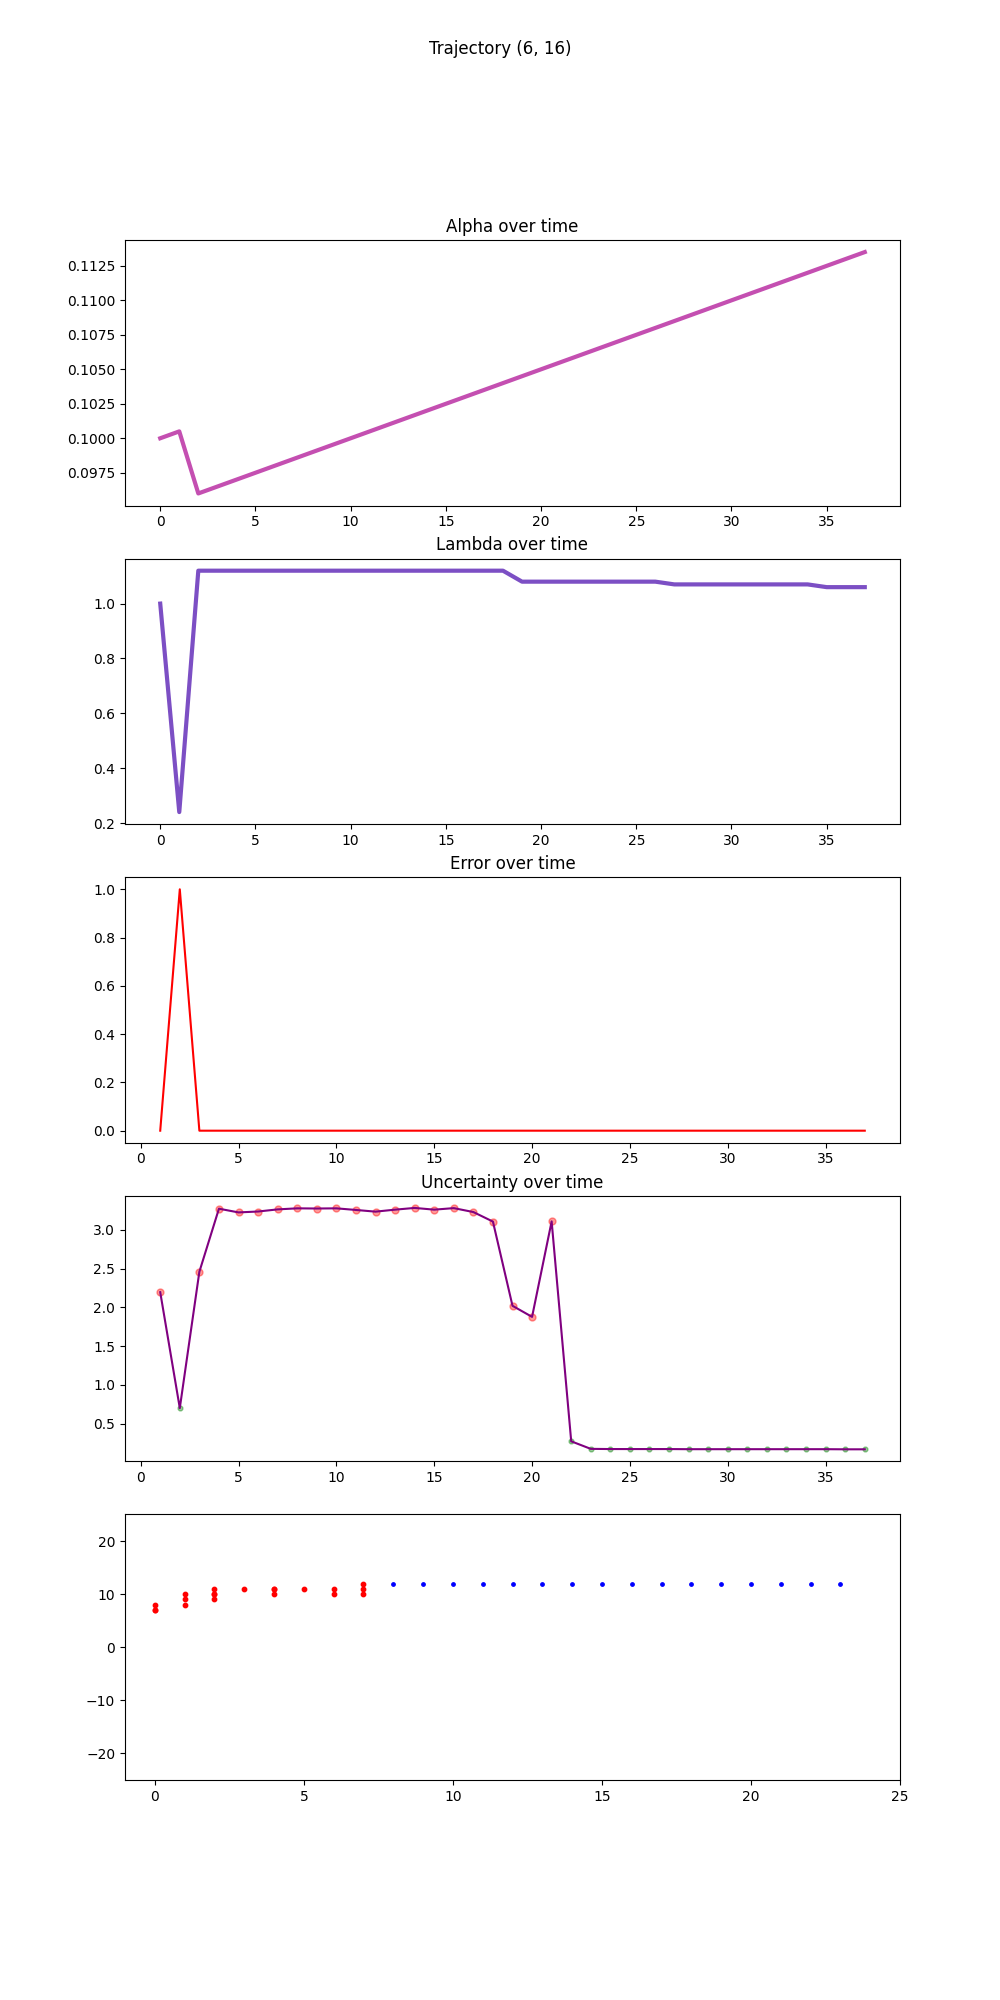 Trajectory (6, 16)
Alpha over time
0.1125
0.1100
0.1075
0.1050
0.1025
0.1000
0.0975
0 5 10 15 20 25 30 35
Lambda over time
1.0
0.8
0.6
0.4
0.2
0 5 10 15 20 25 30 35
Error over time
1.0
0.8
0.6
0.4
0.2
0.0
0 5 10 15 20 25 30 35
Uncertainty over time
3.0
2.5
2.0
1.5
1.0
0.5
0 5 10 15 20 25 30 35
20
10
0
−10
−20
0 5 10 15 20 25